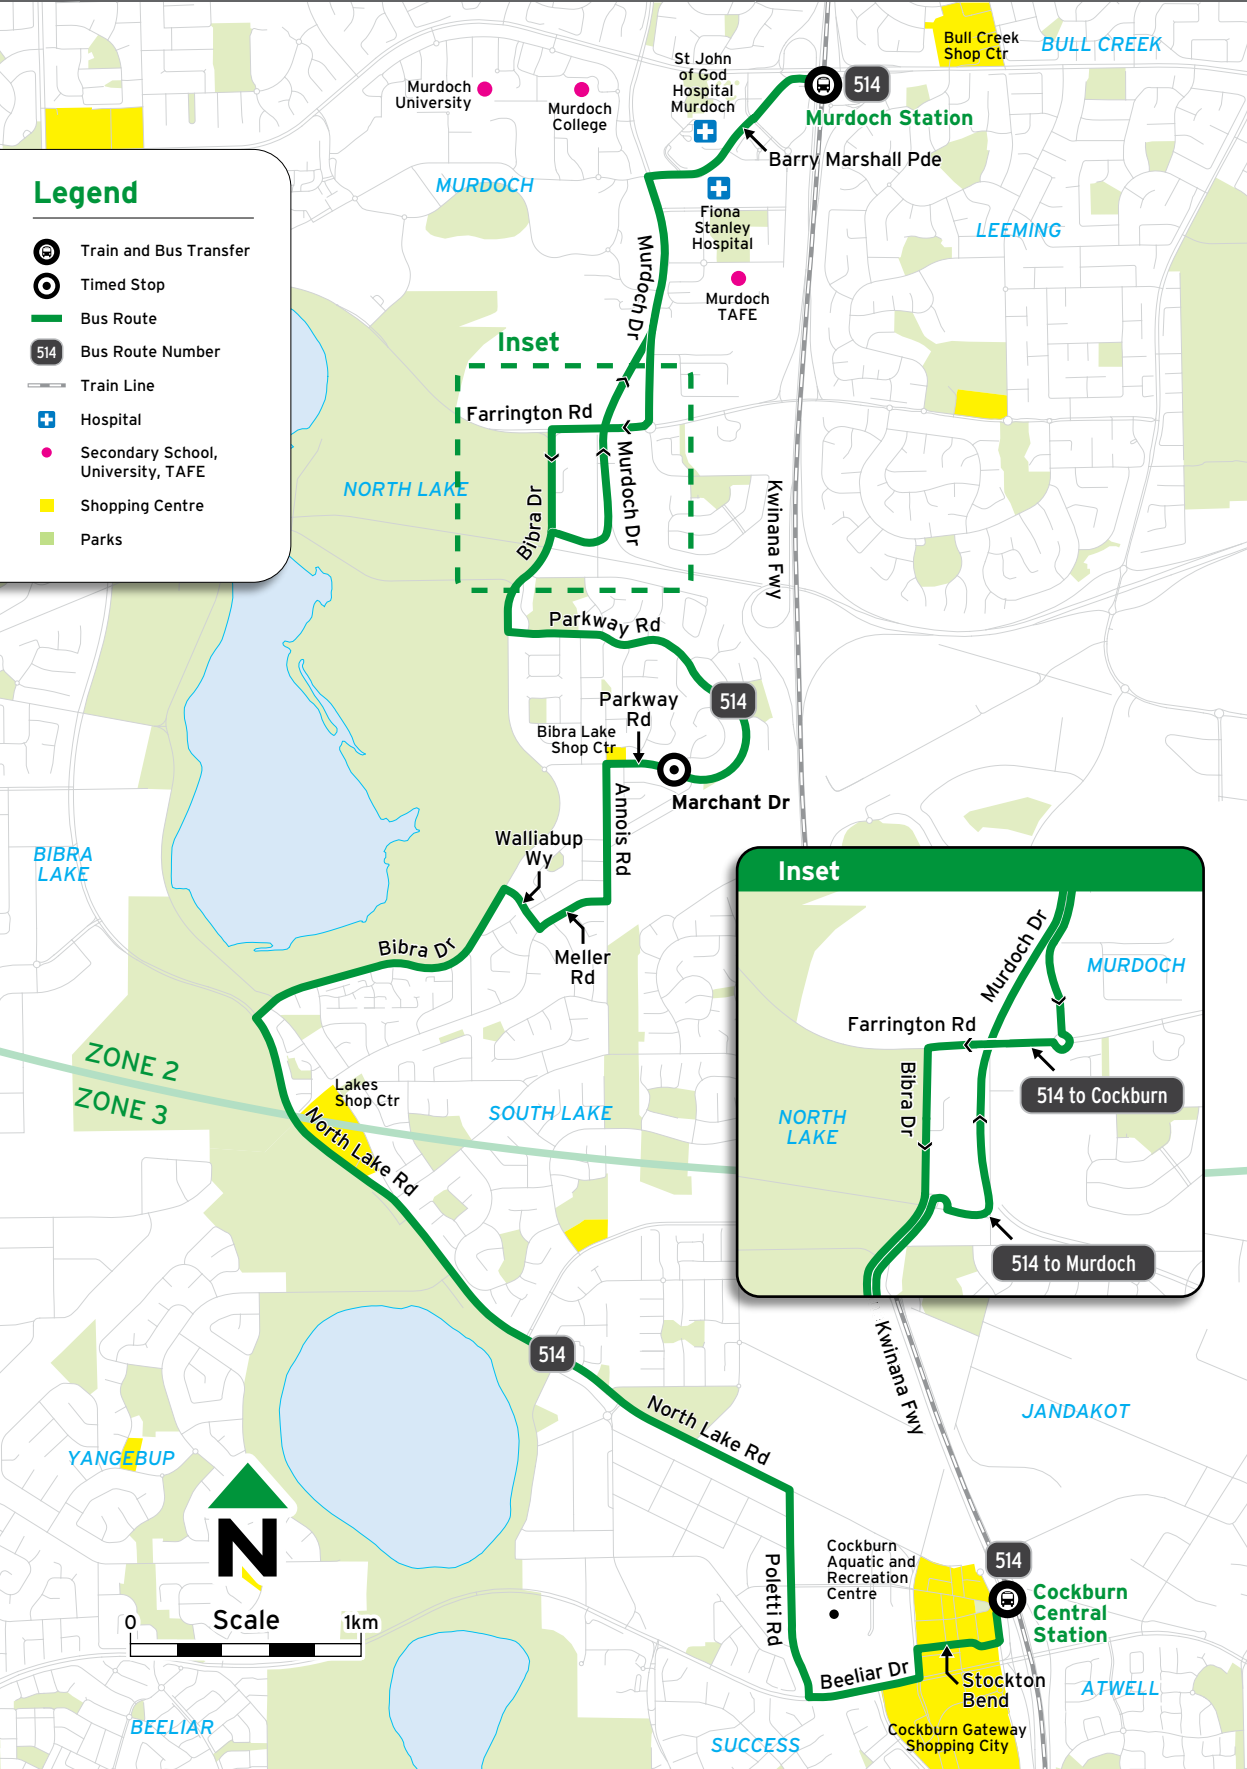 Bull Creek
Shop Ctr
BULL CREEK
St John
of God
Hospital
Murdoch
514
Murdoch Station
Murdoch
University
Murdoch
College
Barry Marshall Pde
MURDOCH
Fiona
Stanley
Hospital
LEEMING
Murdoch
TAFE
Legend
Train and Bus Transfer
Timed Stop
Bus Route
514
Bus Route Number
Train Line
Hospital
Secondary School,
University, TAFE
Shopping Centre
Parks
Murdoch Dr
Inset
Farrington Rd
Murdoch Dr
NORTH LAKE
Bibra Dr
Kwinana Fwy
Parkway Rd
514
Parkway
Rd
Bibra Lake
Shop Ctr
Marchant Dr
Annois Rd
Walliabup
Wy
BIBRA
LAKE
Bibra Dr
Meller
Rd
Inset
Murdoch Dr
MURDOCH
Farrington Rd
Bibra Dr
514 to Cockburn
NORTH
LAKE
514 to Murdoch
ZONE 2
ZONE 3
Lakes
Shop Ctr
SOUTH LAKE
North Lake Rd
514
Kwinana Fwy
North Lake Rd
JANDAKOT
YANGEBUP
N
Scale
0
1km
Poletti Rd
Cockburn
Aquatic and
Recreation
Centre
514
Cockburn
Central
Station
Beeliar Dr
Stockton
Bend
ATWELL
BEELIAR
Cockburn Gateway
Shopping City
SUCCESS